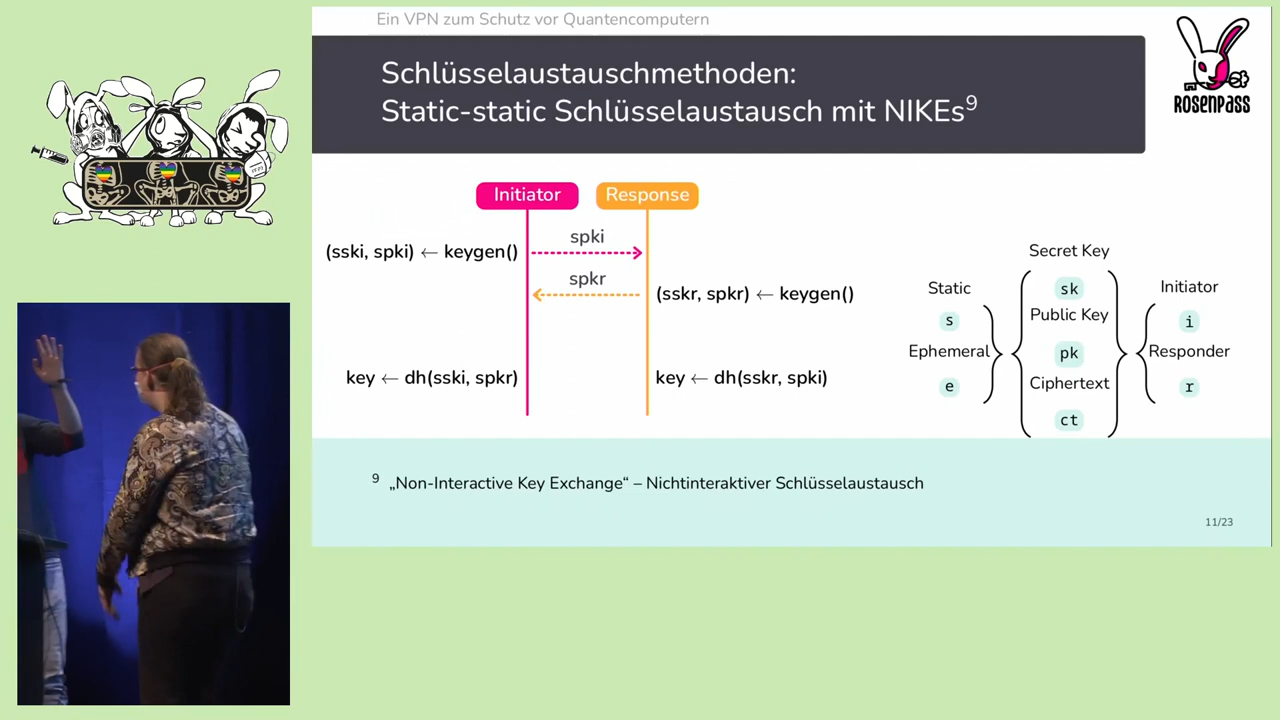 Ein VPN zum Schutz vor Quantencomputern
Schlüsselaustauschmethoden:
Static-static Schlüsselaustausch mit NIKEs⁹
ROSENPASS
Initiator
Response
spki
(sski, spki) ← keygen()
spkr
(sskr, spkr) ← keygen()
key ← dh(sski, spkr)
key ← dh(sskr, spki)
Static
s
Ephemeral
e
Secret Key
sk
Public Key
pk
Ciphertext
ct
Initiator
i
Responder
r
⁹ „Non-Interactive Key Exchange“ – Nichtinteraktiver Schlüsselaustausch
11/23